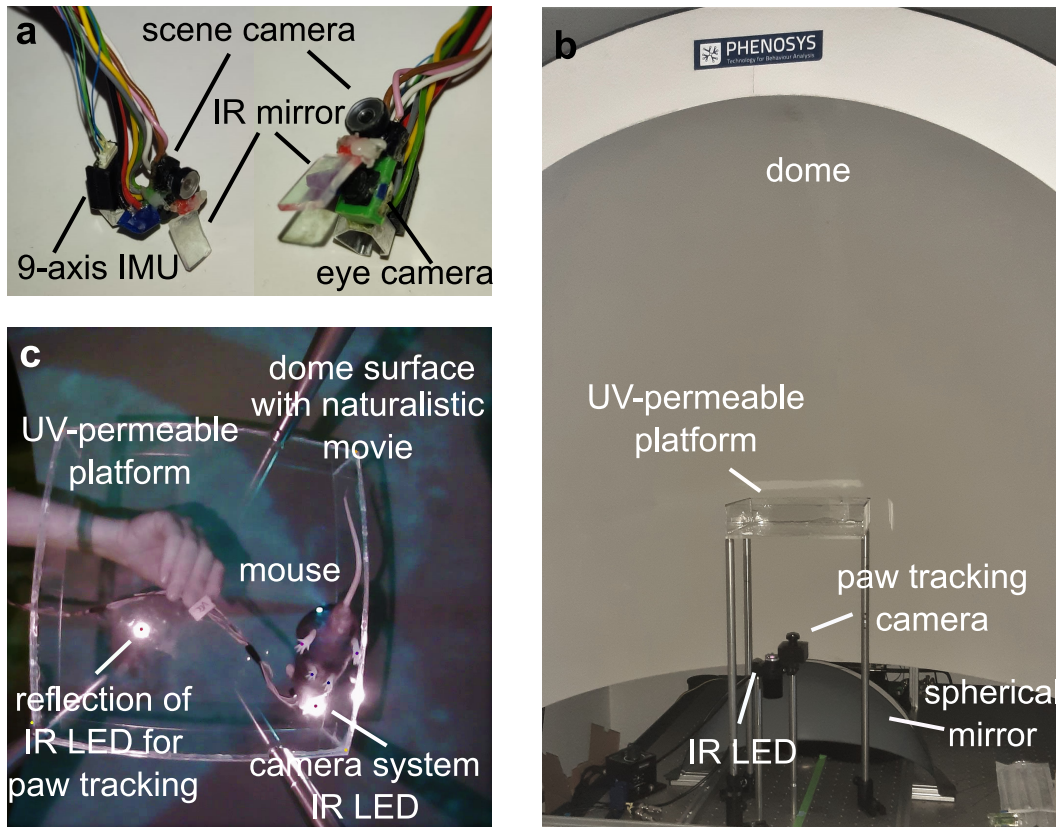 a
scene camera
IR mirror
9-axis IMU
eye camera
b
PHENOSYS
Technology for Behaviour Analysis
dome
UV-permeable
platform
paw tracking
camera
spherical
mirror
IR LED
c
dome surface
with naturalistic
movie
UV-permeable
platform
mouse
reflection of
IR LED for
paw tracking
camera system
IR LED